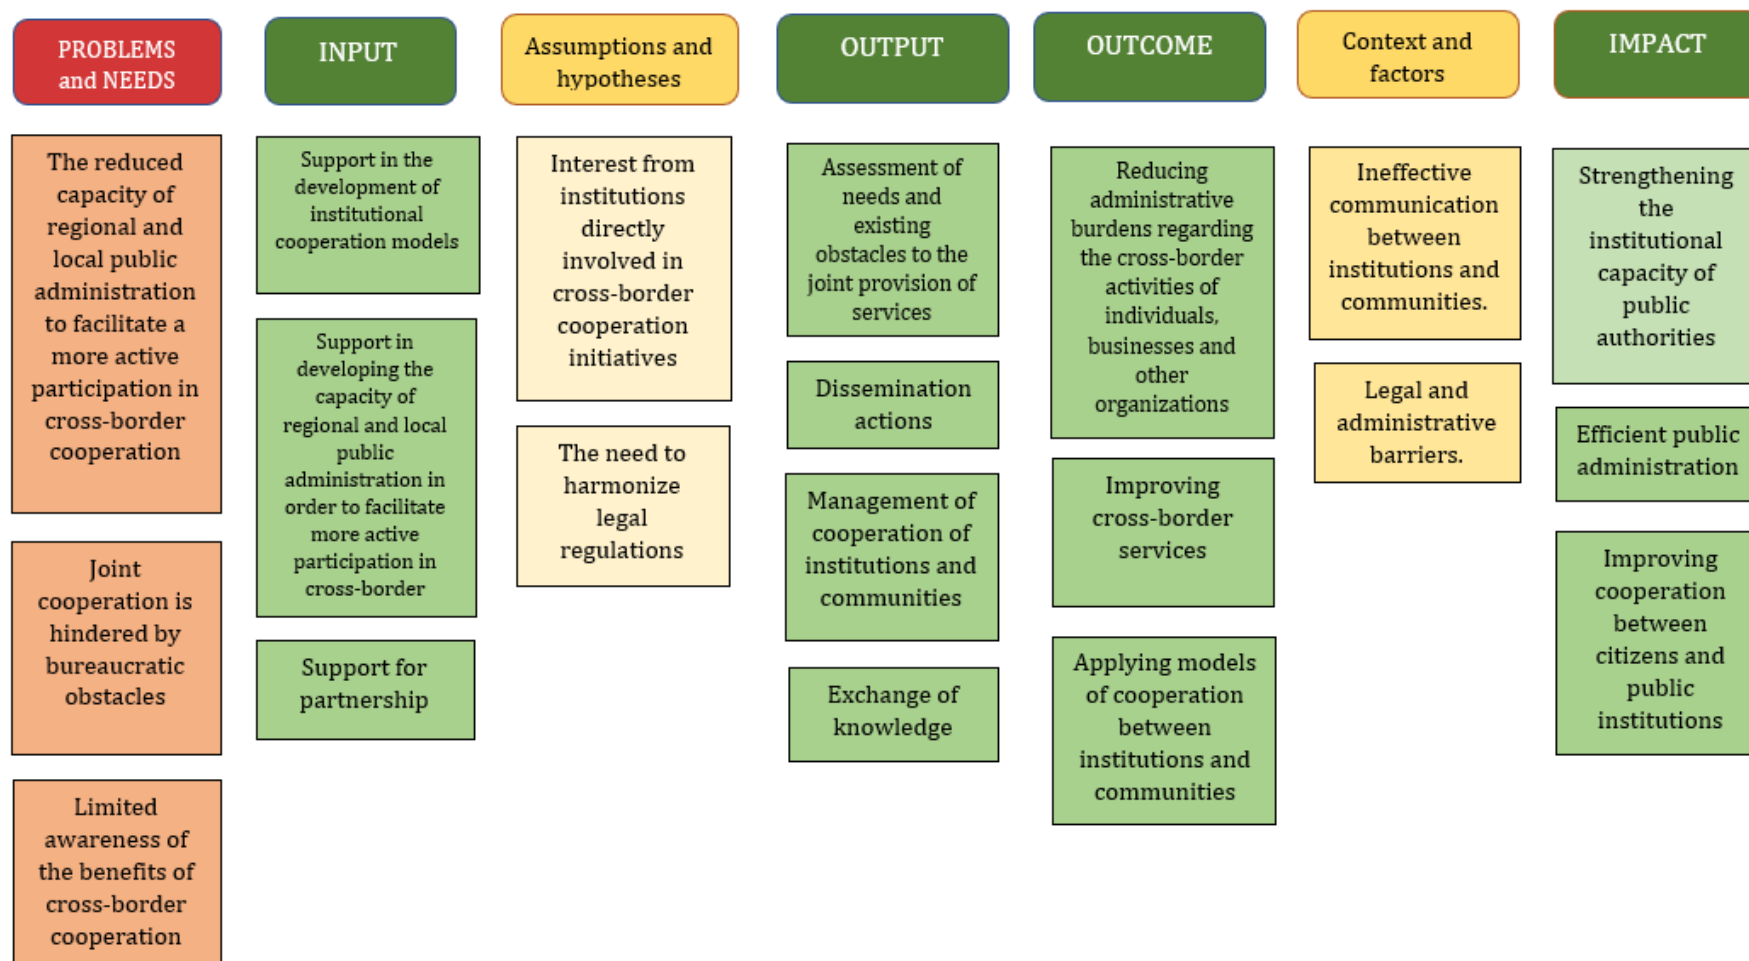 PROBLEMS
and NEEDS
INPUT
Assumptions and
hypotheses
OUTPUT
OUTCOME
Context and
factors
IMPACT
The reduced
capacity of
regional and
local public
administration
to facilitate a
more active
participation in
cross-border
cooperation
Joint
cooperation is
hindered by
bureaucratic
obstacles
Limited
awareness of
the benefits of
cross-border
cooperation
Support in the
development of
institutional
cooperation models
Support in
developing the
capacity of
regional and local
public
administration in
order to facilitate
more active
participation in
cross-border
Support for
partnership
Interest from
institutions
directly
involved in
cross-border
cooperation
initiatives
The need to
harmonize
legal
regulations
Assessment of
needs and
existing
obstacles to the
joint provision of
services
Dissemination
actions
Management of
cooperation of
institutions and
communities
Exchange of
knowledge
Reducing
administrative
burdens regarding
the cross-border
activities of
individuals,
businesses and
other
organizations
Improving
cross-border
services
Applying models
of cooperation
between
institutions and
communities
Ineffective
communication
between
institutions and
communities.
Legal and
administrative
barriers.
Strengthening
the
institutional
capacity of
public
authorities
Efficient public
administration
Improving
cooperation
between
citizens and
public
institutions